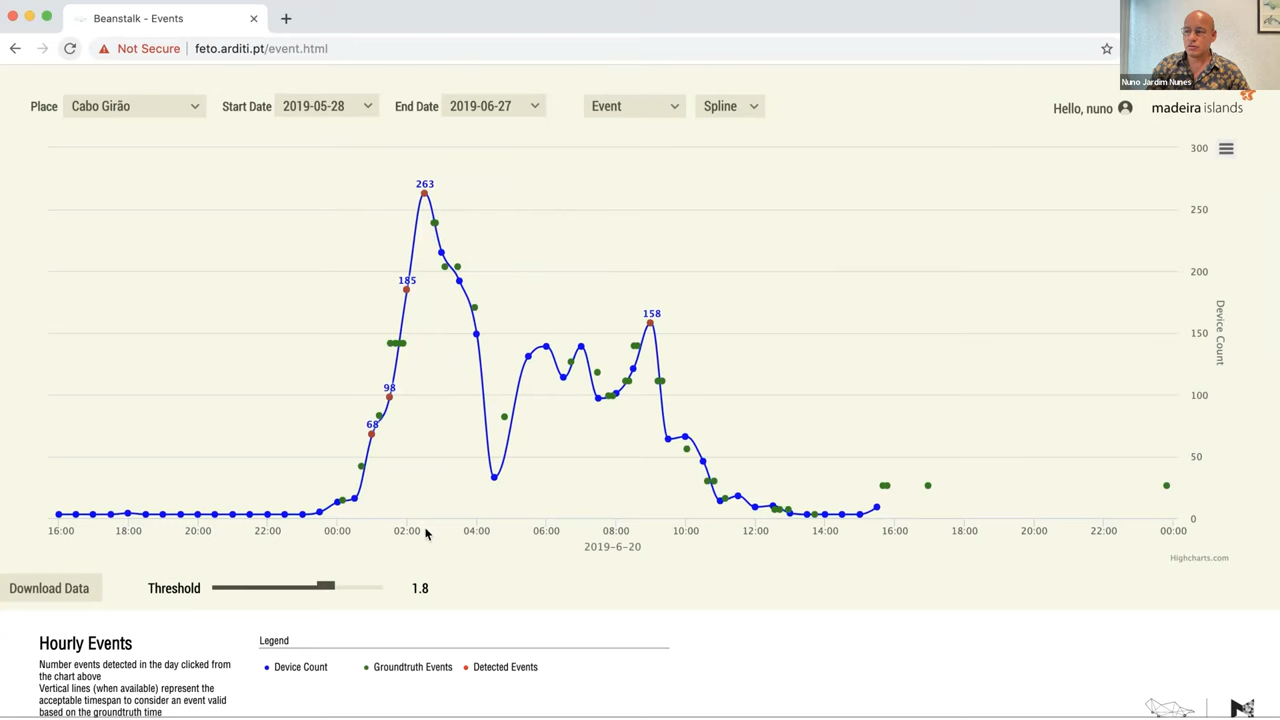 Beanstalk - Events
Not Secure feto.arditi.pt/event.html
Nuno Jardim Nunes
Place Cabo Girão Start Date 2019-05-28 End Date 2019-06-27 Event Spline Hello, nuno madeira islands
300
250
200
150
100
50
0
Device Count
263
185
98
68
158
16:00 18:00 20:00 22:00 00:00 02:00 04:00 06:00 08:00 10:00 12:00 14:00 16:00 18:00 20:00 22:00 00:00
2019-6-20
Highcharts.com
Download Data Threshold 1.8
Hourly Events
Number events detected in the day clicked from
the chart above
Vertical lines (when available) represent the
acceptable timespan to consider an event valid
based on the groundtruth time
Legend
Device Count Groundtruth Events Detected Events